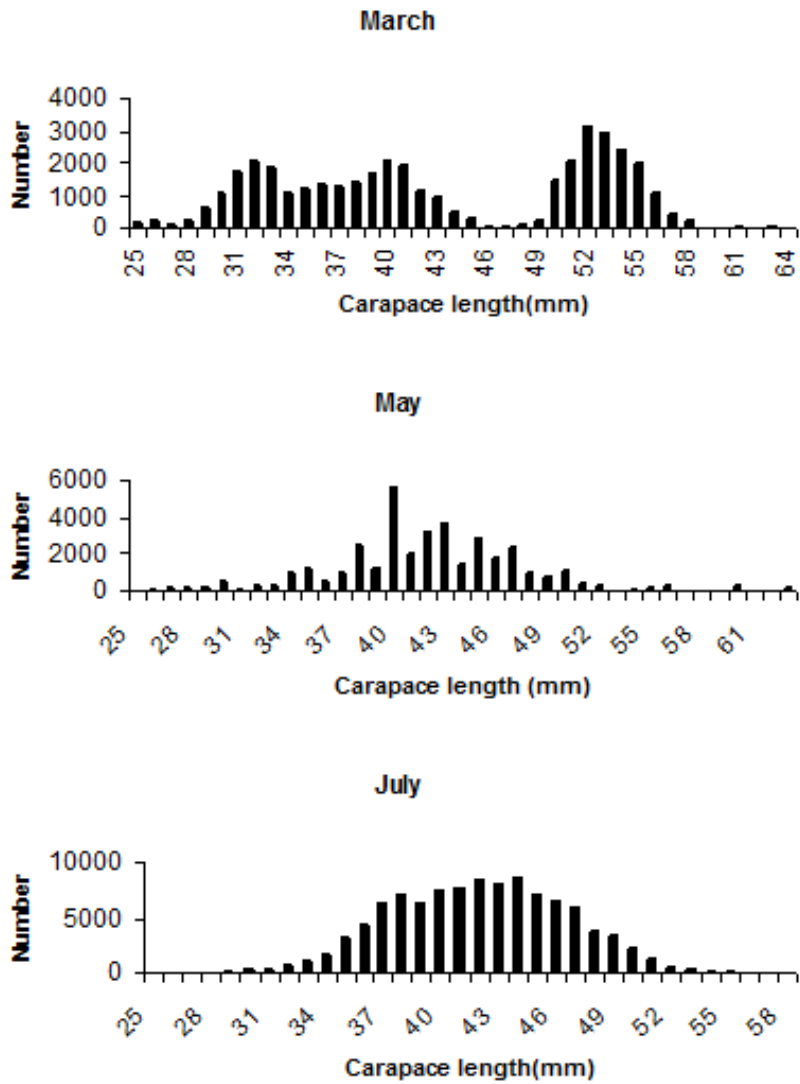 March
4000
3000
2000
1000
0
Number
25 28 31 34 37 40 43 46 49 52 55 58 61 64
Carapace length(mm)
May
6000
4000
2000
0
Number
25 28 31 34 37 40 43 46 49 52 55 58 61
Carapace length (mm)
July
10000
5000
0
Number
25 28 31 34 37 40 43 46 49 52 55 58
Carapace length(mm)